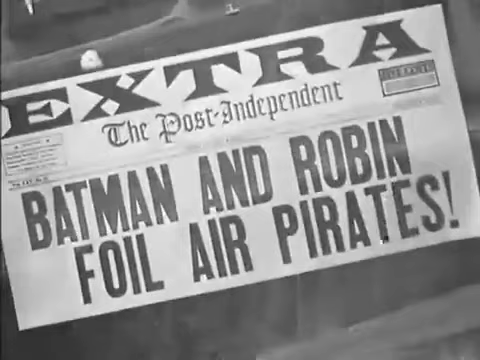 EXTRA
The Post-Independent
BATMAN AND ROBIN
FOIL AIR PIRATES!